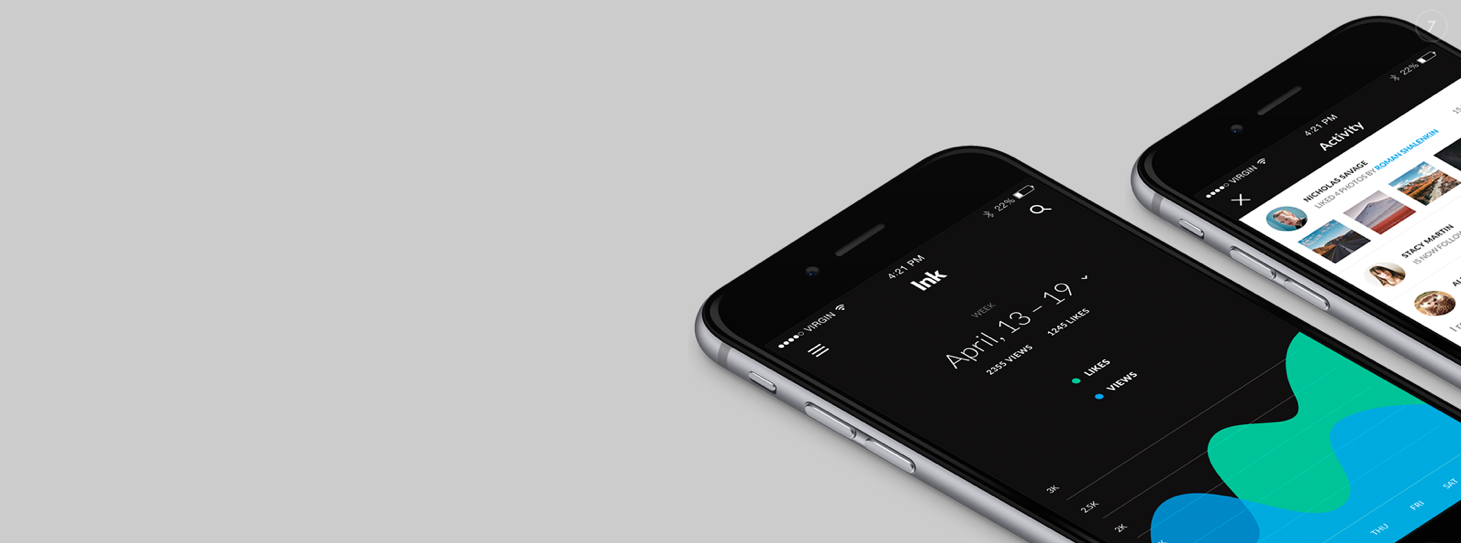 ●●●●○ VIRGIN
4:21 PM
22%
Ink
WEEK
April, 13 – 19
2355 VIEWS
1245 LIKES
LIKES
VIEWS
3K
2.5K
2K
THU
FRI
SAT
7
●●●●○ VIRGIN
4:21 PM
22%
Activity
NICHOLAS SAVAGE
LIKED 4 PHOTOS BY ROMAN SHALENKIN
STACY MARTIN
IS NOW FOLLO